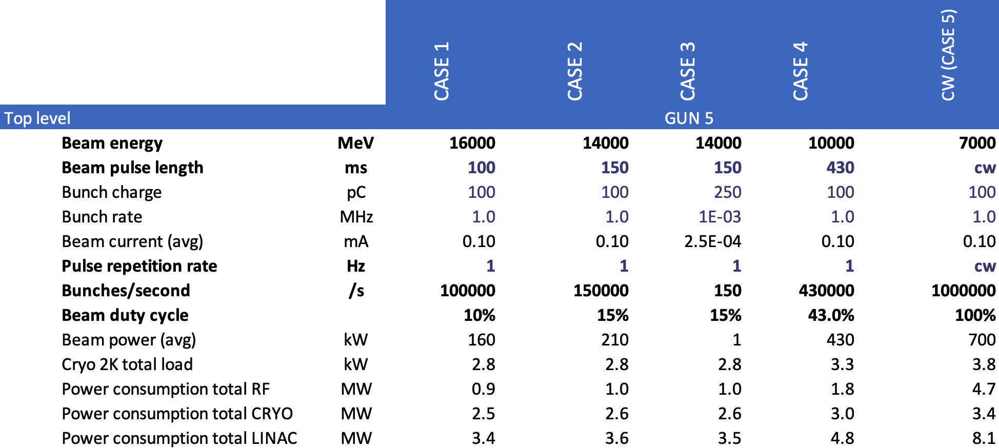 CASE 1 CASE 2 CASE 3 CASE 4 CW (CASE 5)
Top level GUN 5
Beam energy MeV 16000 14000 14000 10000 7000
Beam pulse length ms 100 150 150 430 cw
Bunch charge pC 100 100 250 100 100
Bunch rate MHz 1.0 1.0 1E-03 1.0 1.0
Beam current (avg) mA 0.10 0.10 2.5E-04 0.10 0.10
Pulse repetition rate Hz 1 1 1 1 cw
Bunches/second /s 100000 150000 150 430000 1000000
Beam duty cycle 10% 15% 15% 43.0% 100%
Beam power (avg) kW 160 210 1 430 700
Cryo 2K total load kW 2.8 2.8 2.8 3.3 3.8
Power consumption total RF MW 0.9 1.0 1.0 1.8 4.7
Power consumption total CRYO MW 2.5 2.6 2.6 3.0 3.4
Power consumption total LINAC MW 3.4 3.6 3.5 4.8 8.1